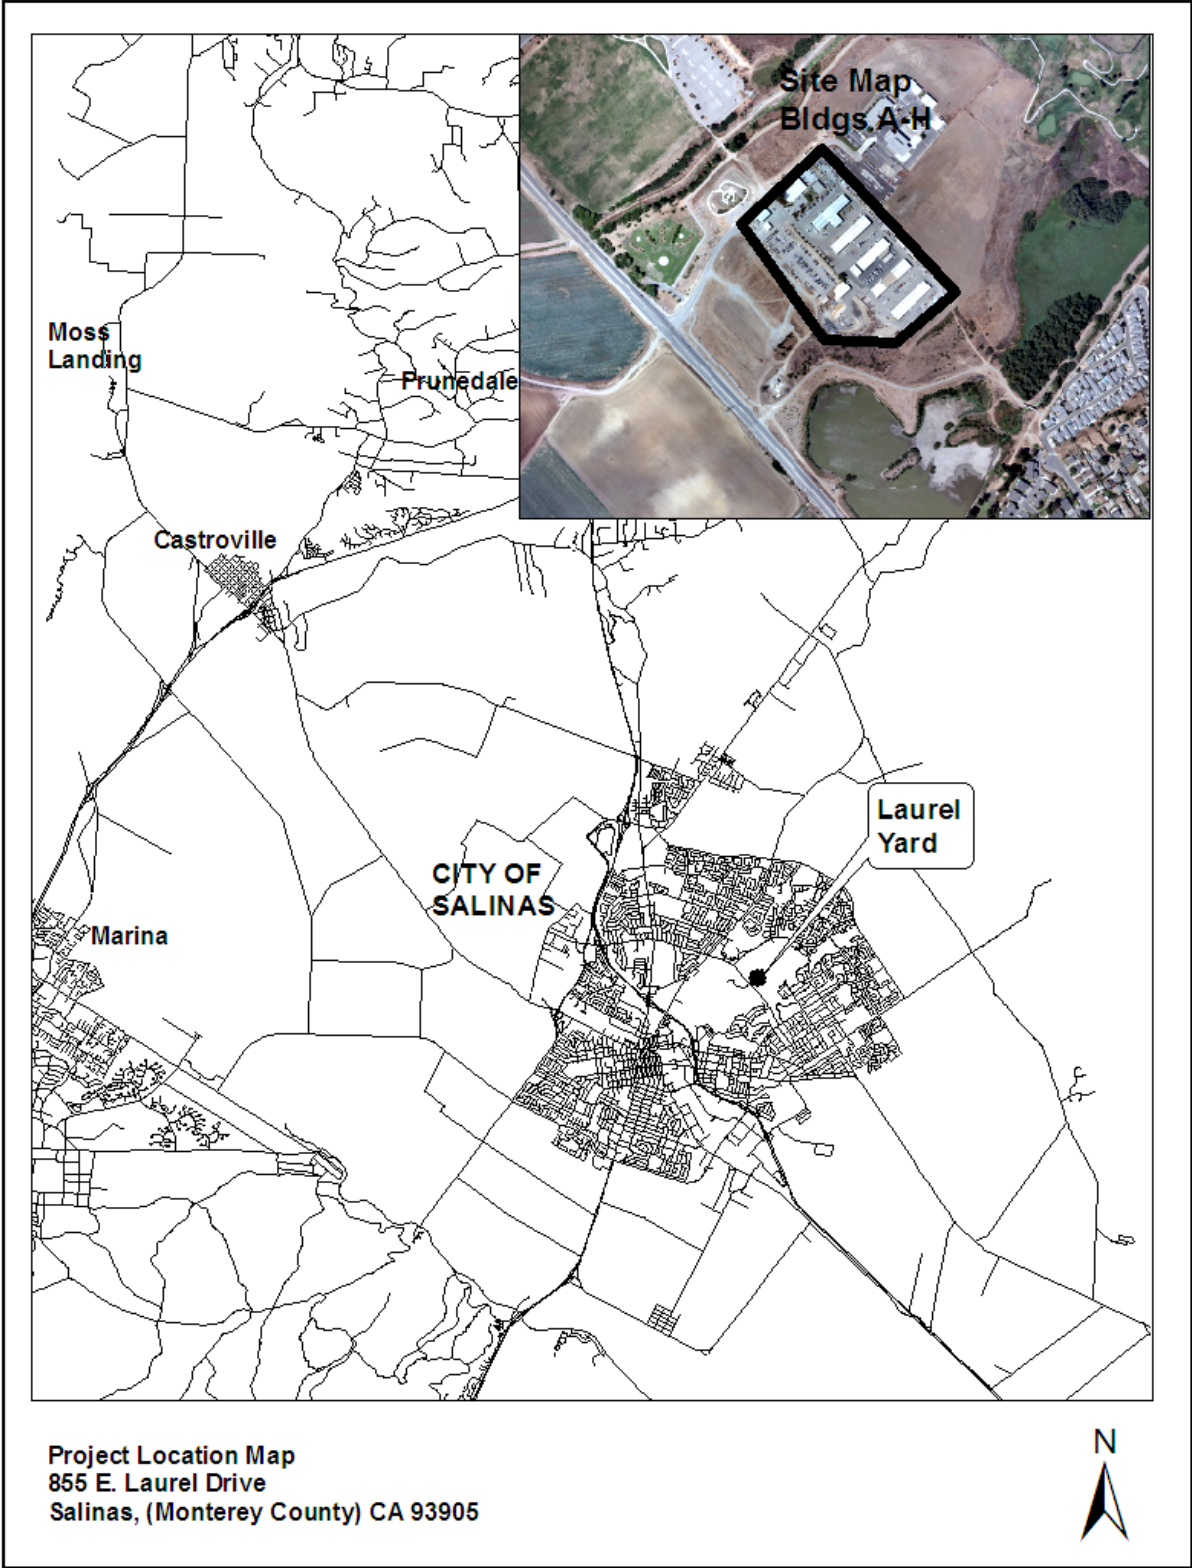 Site Map
Bldgs A-H
Moss
Landing
Prunedale
Castroville
Laurel
Yard
CITY OF
SALINAS
Marina
Project Location Map
855 E. Laurel Drive
Salinas, (Monterey County) CA 93905
N